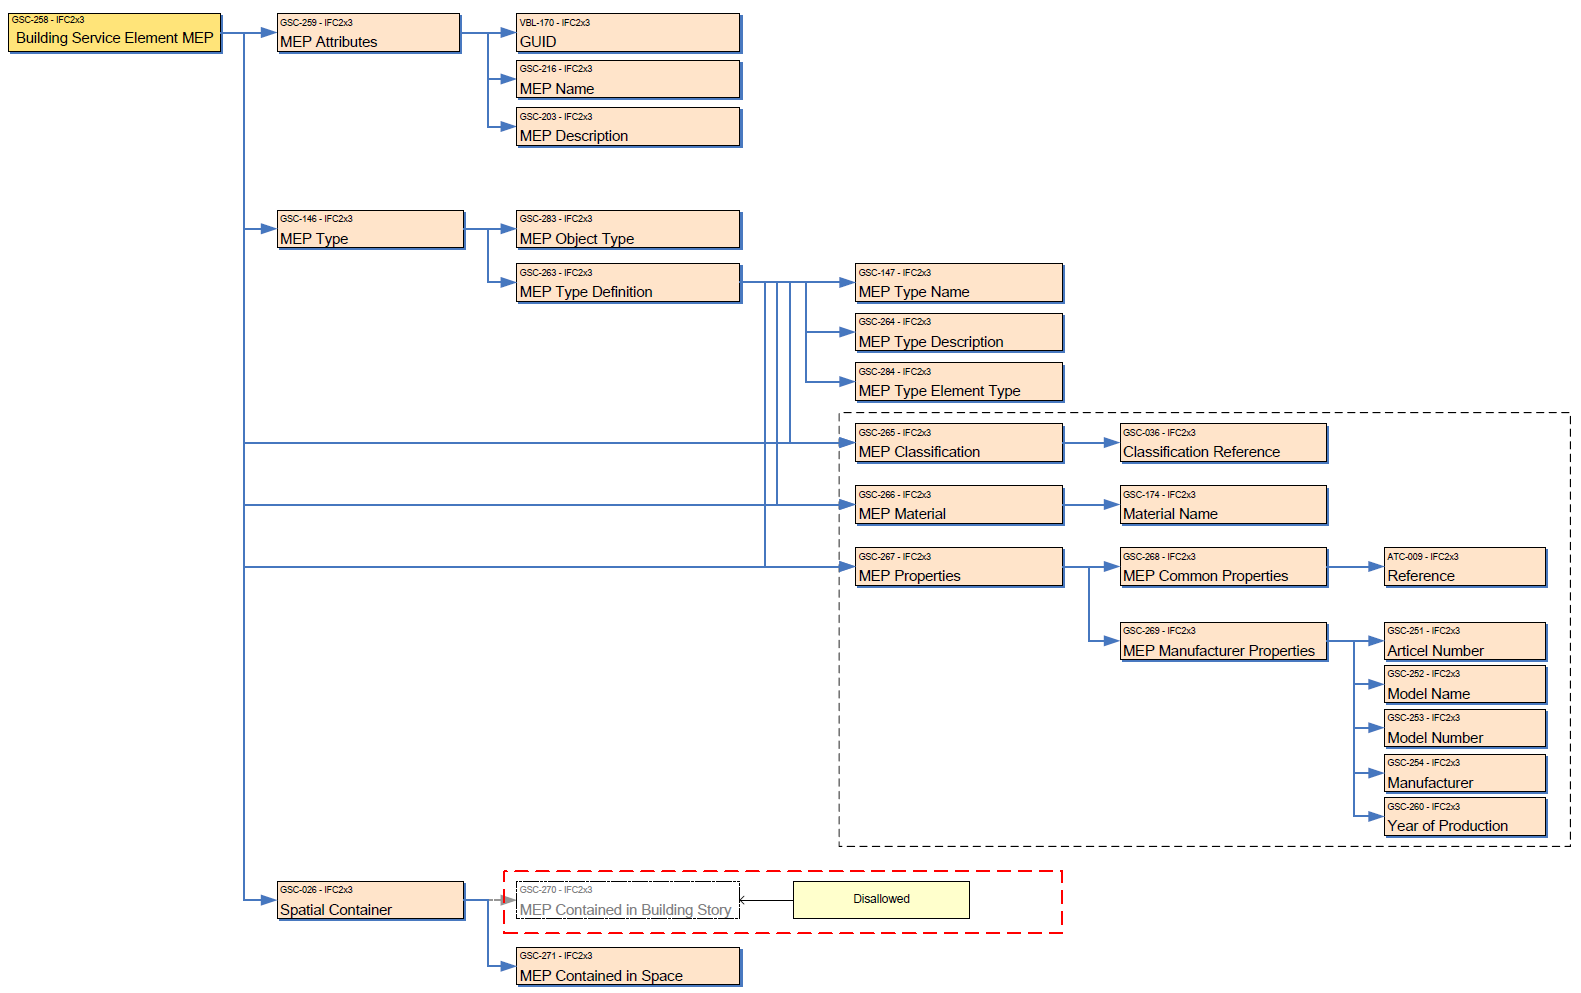 GSC-258 - IFC2x3
Building Service Element MEP
GSC-259 - IFC2x3
MEP Attributes
VBL-170 - IFC2x3
GUID
GSC-216 - IFC2x3
MEP Name
GSC-203 - IFC2x3
MEP Description
GSC-146 - IFC2x3
MEP Type
GSC-283 - IFC2x3
MEP Object Type
GSC-263 - IFC2x3
MEP Type Definition
GSC-147 - IFC2x3
MEP Type Name
GSC-264 - IFC2x3
MEP Type Description
GSC-284 - IFC2x3
MEP Type Element Type
GSC-265 - IFC2x3
MEP Classification
GSC-036 - IFC2x3
Classification Reference
GSC-266 - IFC2x3
MEP Material
GSC-174 - IFC2x3
Material Name
GSC-267 - IFC2x3
MEP Properties
GSC-268 - IFC2x3
MEP Common Properties
ATC-009 - IFC2x3
Reference
GSC-269 - IFC2x3
MEP Manufacturer Properties
GSC-251 - IFC2x3
Articel Number
GSC-252 - IFC2x3
Model Name
GSC-253 - IFC2x3
Model Number
GSC-254 - IFC2x3
Manufacturer
GSC-260 - IFC2x3
Year of Production
GSC-026 - IFC2x3
Spatial Container
GSC-270 - IFC2x3
MEP Contained in Building Story
Disallowed
GSC-271 - IFC2x3
MEP Contained in Space